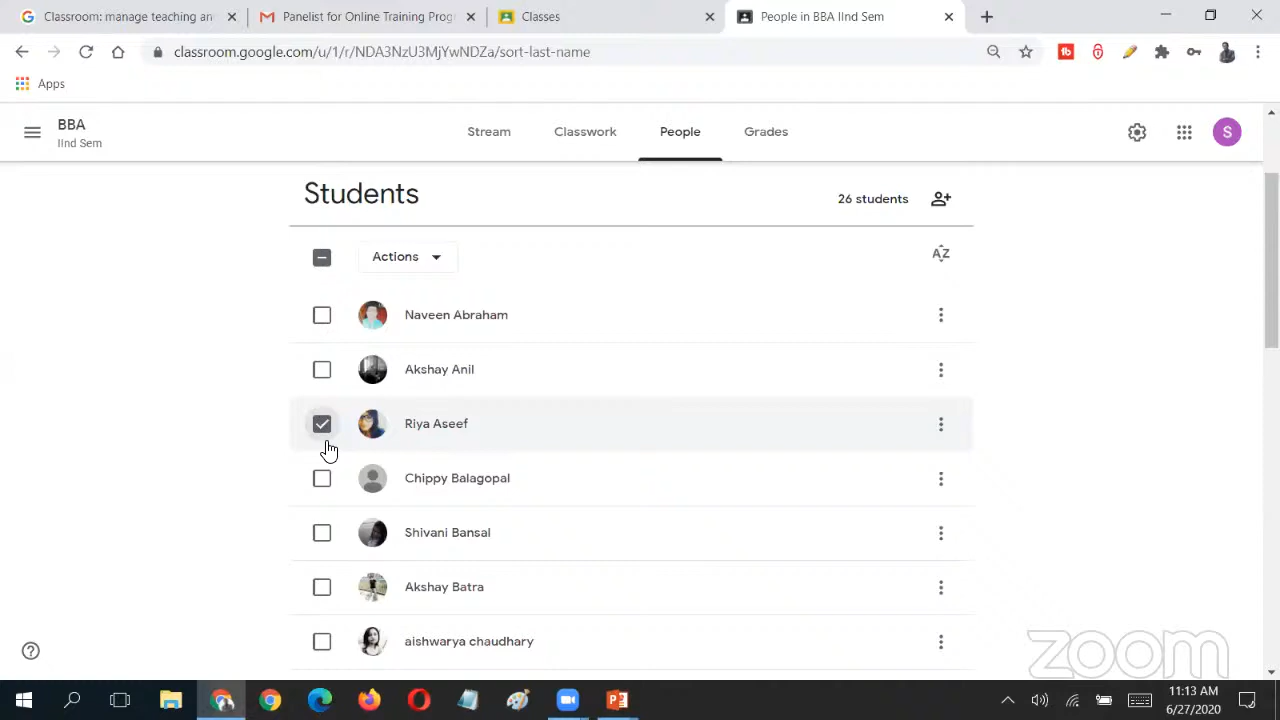 Classroom: manage teaching an
Panelist for Online Training Prog
Classes
People in BBA IInd Sem
classroom.google.com/u/1/r/NDA3NzU3MjYwNDZa/sort-last-name
Apps
BBA
IInd Sem
Stream
Classwork
People
Grades
S
Students
26 students
Actions
AZ
Naveen Abraham
Akshay Anil
Riya Aseef
Chippy Balagopal
Shivani Bansal
Akshay Batra
aishwarya chaudhary
zoom
11:13 AM
6/27/2020